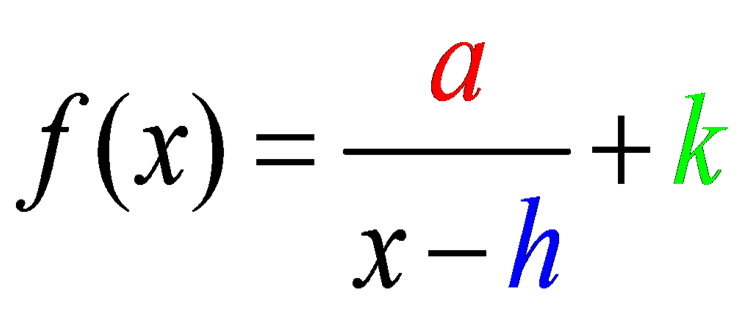 f(x) = a/(x − h) + k